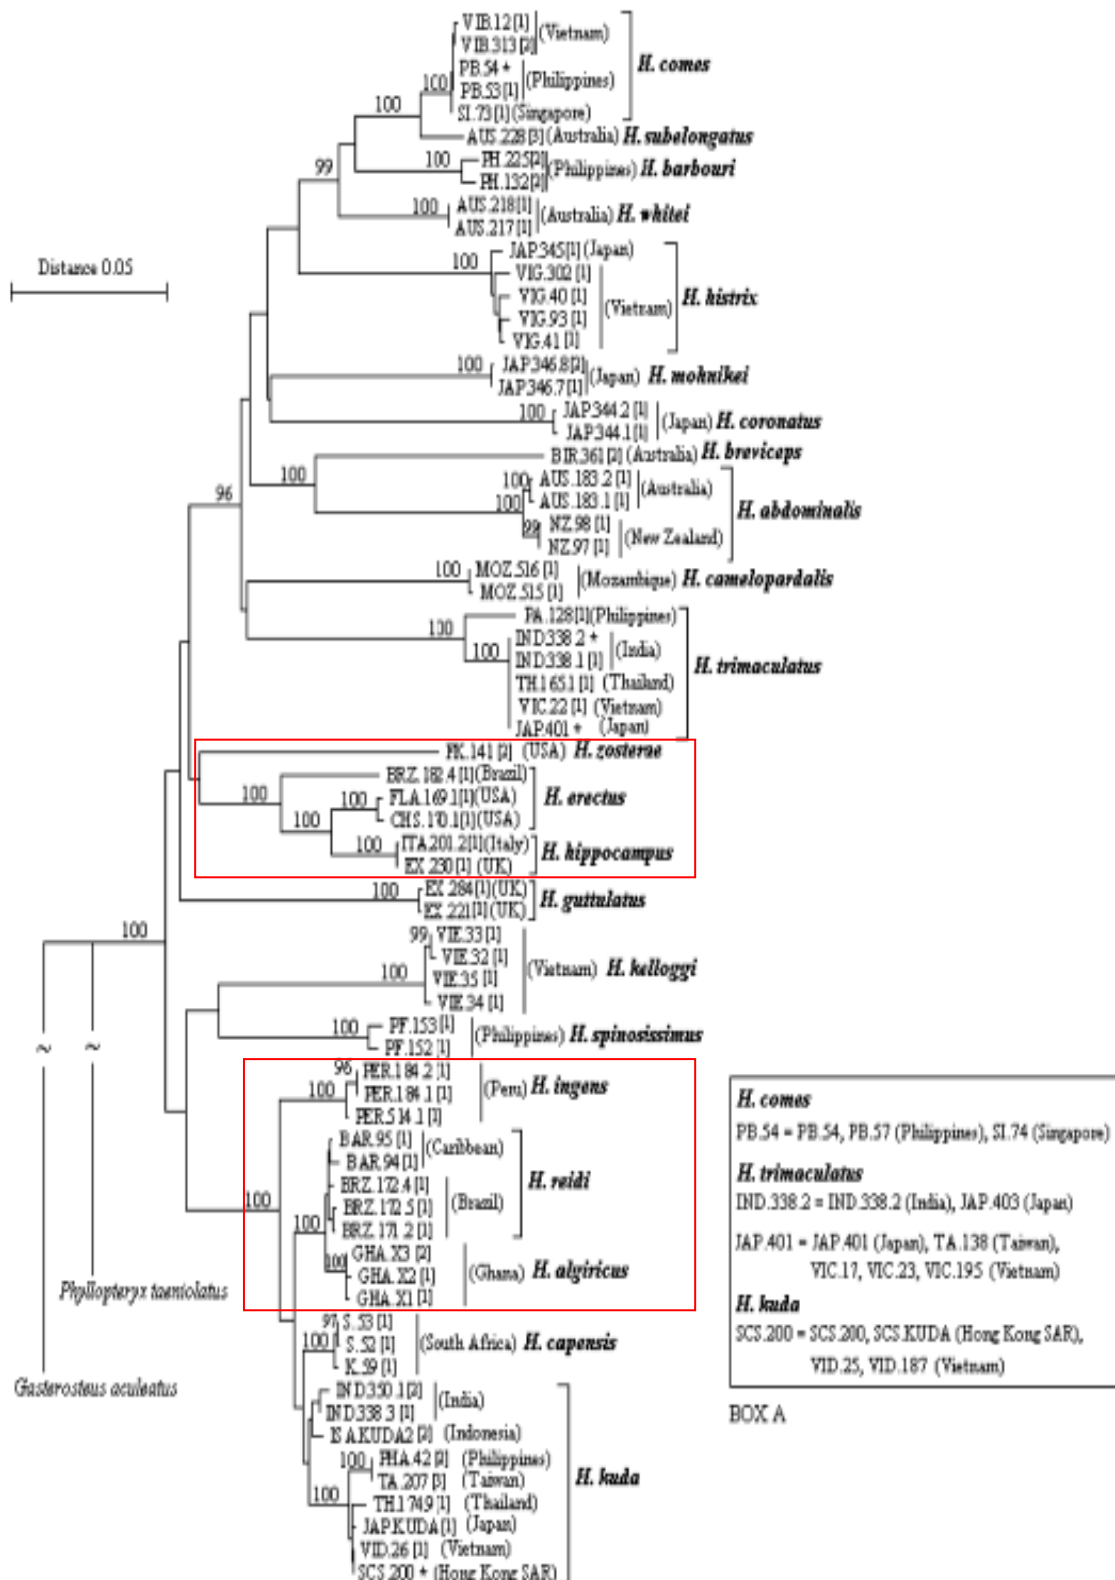 VIB.12 [1]
(Vietnam)
VIB.313 [2]
H. comes
PB.54 *
(Philippines)
PB.53 [1]
100
SI.73 [1] (Singapore)
100
AUS.228 [3] (Australia) H. subelongatus
99
100
PH.225[2]
(Philippines) H. barbouri
PH.132[2]
100
AUS.218[1]
(Australia) H. whitei
AUS.217[1]
JAP.345[1] (Japan)
Distance 0.05
100
VIG.302 [1]
VIG.40 [1]
(Vietnam)
H. histrix
VIG.93 [1]
VIG.41 [1]
100
JAP.346.8[2]
(Japan) H. mohnikei
JAP.346.7[1]
100
JAP.344.2 [1]
(Japan) H. coronatus
JAP.344.1[1]
BIR.361 [2] (Australia) H. breviceps
100
100
AUS.183.2 [1]
(Australia)
96
100
AUS.183.1 [1]
H. abdominalis
99
NZ.98 [1]
(New Zealand)
NZ.97 [1]
100
MOZ.516 [1]
(Mozambique) H. camelopardalis
MOZ.515 [1]
PA.128[1](Philippines)
100
IND.338.2 *
(India)
100
IND.338.1 [1]
H. trimaculatus
TH.165.1 [1] (Thailand)
VIC.22 [1] (Vietnam)
JAP.401 * (Japan)
FK.141 [2] (USA) H. zosterae
100
BRZ.182.4[1](Brazil)
100
FLA.169.1[1](USA)
H. erectus
100
CHS.170.1[1](USA)
100
ITA.201.2[1](Italy)
H. hippocampus
EX.230 [1] (UK)
100
EX.284[1](UK)
H. guttulatus
EX.221[1](UK)
100
99
VIE.33 [1]
VIE.32 [1]
100
(Vietnam) H. kelloggi
VIE.35 [1]
VIE.34 [1]
100
PF.153 [1]
(Philippines) H. spinosissimus
PF.152 [1]
96
PER.184.2 [1]
100
PER.184.1 [1]
(Peru) H. ingens
PER.514.1 [1]
BAR.95 [1]
(Caribbean)
BAR.94 [1]
H. reidi
100
BRZ.172.4[1]
BRZ.172.5[1]
(Brazil)
100
BRZ.171.2[1]
100
GHA.X3 [2]
GHA.X2 [1]
(Ghana) H. algiricus
GHA.X1 [1]
97
S.53 [1]
100
S.52 [1]
(South Africa) H. capensis
K.59 [1]
IND.350.1[2]
(India)
IND.338.3 [1]
ISA.KUDA2 [2] (Indonesia)
100
PHA.42 [2] (Philippines)
TA.207 [3] (Taiwan)
H. kuda
100
TH.174.9 [1] (Thailand)
JAP.KUDA [1] (Japan)
VID.26 [1] (Vietnam)
SCS.200 * (Hong Kong SAR)
Phyllopteryx taeniolatus
Gasterosteus aculeatus
H. comes
PB.54 = PB.54, PB.57 (Philippines), SI.74 (Singapore)
H. trimaculatus
IND.338.2 = IND.338.2 (India), JAP.403 (Japan)
JAP.401 = JAP.401 (Japan), TA.138 (Taiwan),
VIC.17, VIC.23, VIC.195 (Vietnam)
H. kuda
SCS.200 = SCS.200, SCS.KUDA (Hong Kong SAR),
VID.25, VID.187 (Vietnam)
BOX A